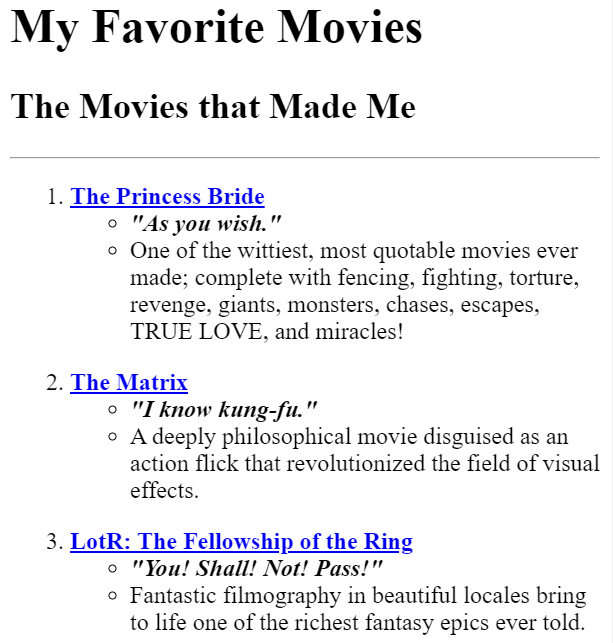 My Favorite Movies
The Movies that Made Me
1. The Princess Bride
"As you wish."
One of the wittiest, most quotable movies ever
made; complete with fencing, fighting, torture,
revenge, giants, monsters, chases, escapes,
TRUE LOVE, and miracles!
2. The Matrix
"I know kung-fu."
A deeply philosophical movie disguised as an
action flick that revolutionized the field of visual
effects.
3. LotR: The Fellowship of the Ring
"You! Shall! Not! Pass!"
Fantastic filmography in beautiful locales bring
to life one of the richest fantasy epics ever told.